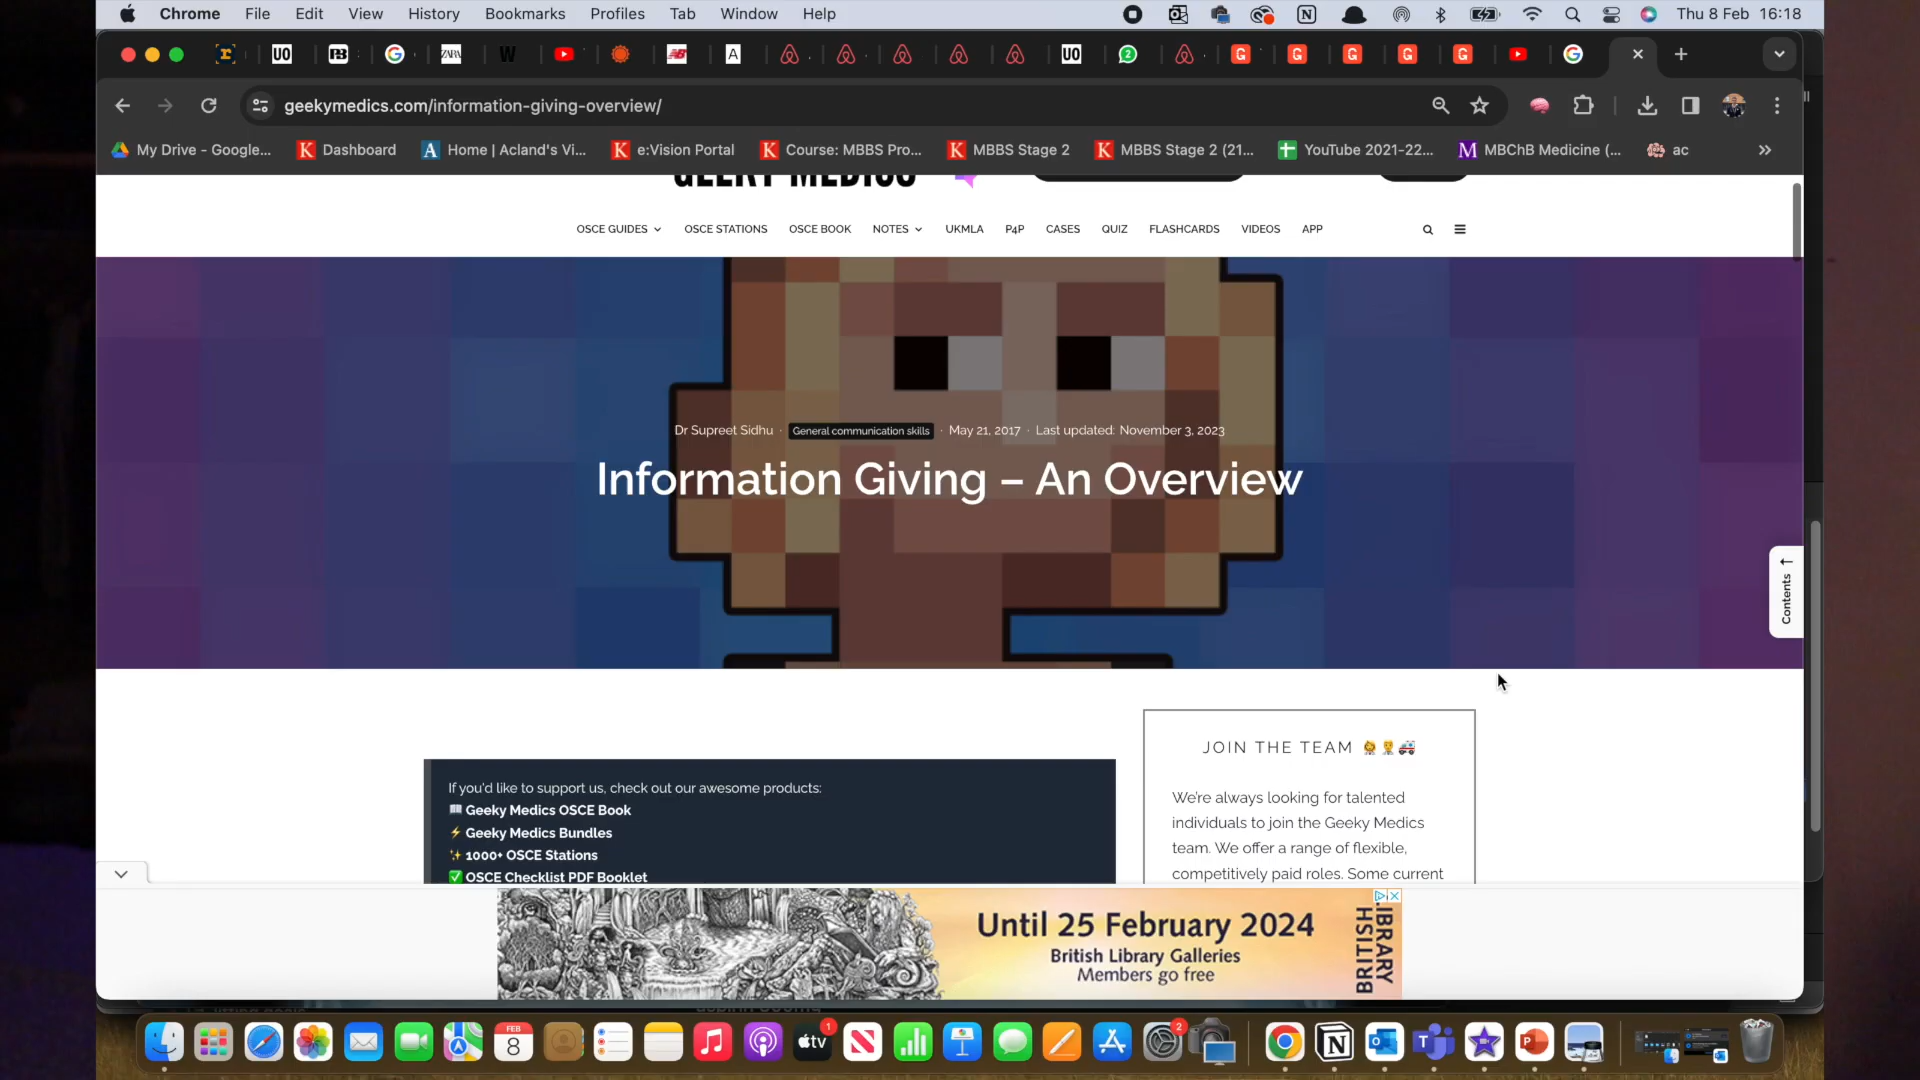 Chrome File Edit View History Bookmarks Profiles Tab Window Help Thu 8 Feb 16:18
geekymedics.com/information-giving-overview/
My Drive - Google... Dashboard Home | Acland's Vi... e:Vision Portal Course: MBBS Pro... MBBS Stage 2 MBBS Stage 2 (21... YouTube 2021-22... MBChB Medicine (... ac
GEEKY MEDICS
OSCE GUIDES OSCE STATIONS OSCE BOOK NOTES UKMLA P4P CASES QUIZ FLASHCARDS VIDEOS APP
Dr Supreet Sidhu · General communication skills · May 21, 2017 · Last updated: November 3, 2023
Information Giving – An Overview
Contents
If you'd like to support us, check out our awesome products:
Geeky Medics OSCE Book
Geeky Medics Bundles
1000+ OSCE Stations
OSCE Checklist PDF Booklet
JOIN THE TEAM
We're always looking for talented
individuals to join the Geeky Medics
team. We offer a range of flexible,
competitively paid roles. Some current
Until 25 February 2024
British Library Galleries
Members go free
BRITISH
LIBRARY